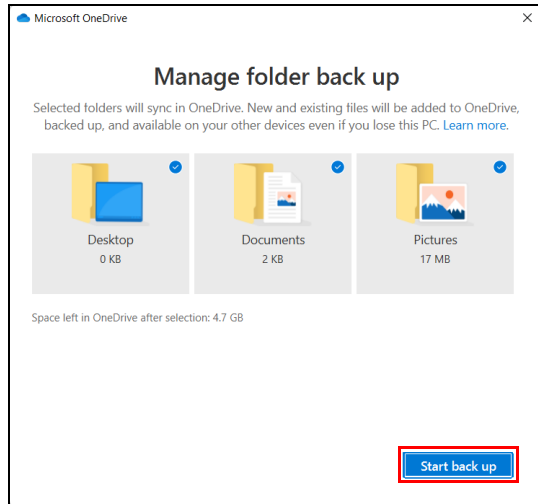 Microsoft OneDrive
Manage folder back up
Selected folders will sync in OneDrive. New and existing files will be added to OneDrive,
backed up, and available on your other devices even if you lose this PC. Learn more.
Desktop
0 KB
Documents
2 KB
Pictures
17 MB
Space left in OneDrive after selection: 4.7 GB
Start back up